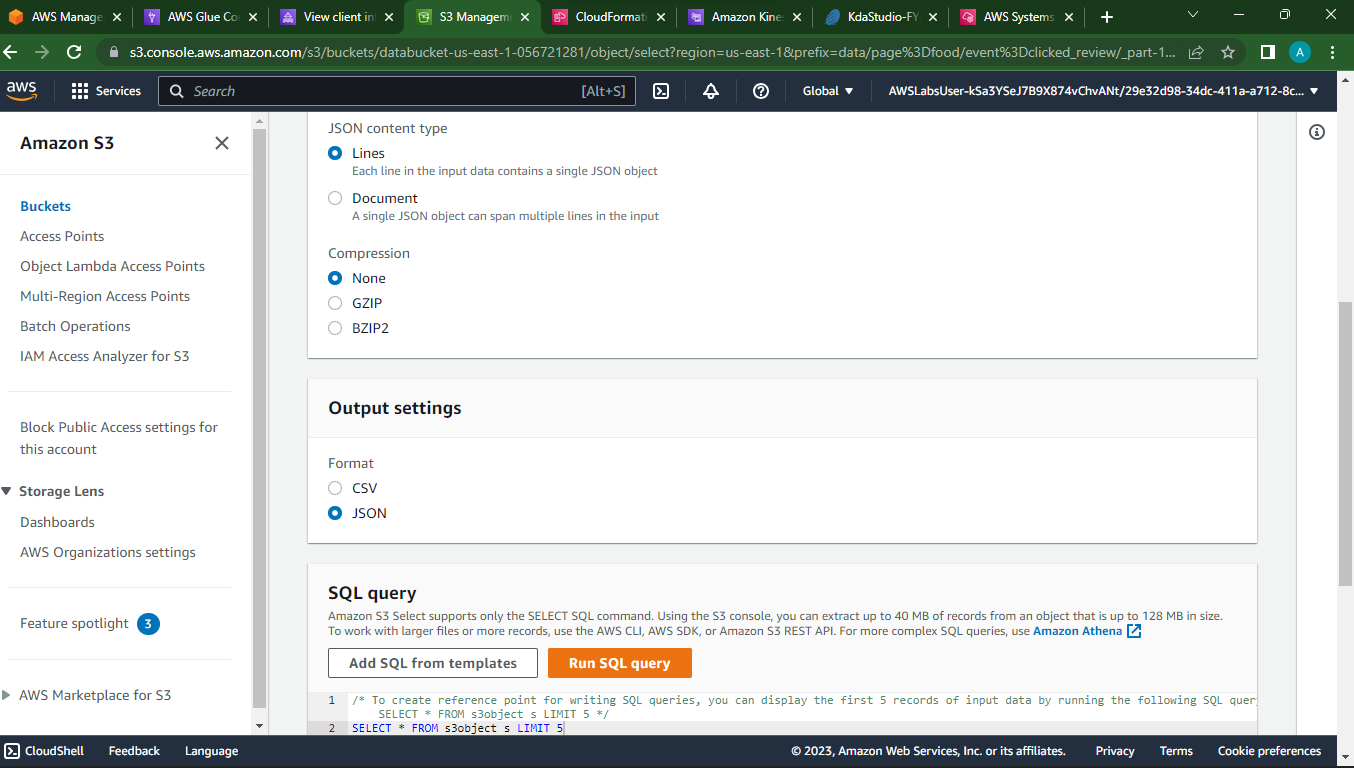 AWS Manage
AWS Glue Co
View client in
S3 Managem
CloudFormati
Amazon Kine
KdaStudio-FY
AWS Systems
s3.console.aws.amazon.com/s3/buckets/databucket-us-east-1-056721281/object/select?region=us-east-1&prefix=data/page%3Dfood/event%3Dclicked_review/_part-1...
A
aws
Services
Search
[Alt+S]
Global
AWSLabsUser-kSa3YSeJ7B9X874vChvANt/29e32d98-34dc-411a-a712-8c...
Amazon S3
Buckets
Access Points
Object Lambda Access Points
Multi-Region Access Points
Batch Operations
IAM Access Analyzer for S3
Block Public Access settings for
this account
Storage Lens
Dashboards
AWS Organizations settings
Feature spotlight 3
AWS Marketplace for S3
JSON content type
Lines
Each line in the input data contains a single JSON object
Document
A single JSON object can span multiple lines in the input
Compression
None
GZIP
BZIP2
Output settings
Format
CSV
JSON
SQL query
Amazon S3 Select supports only the SELECT SQL command. Using the S3 console, you can extract up to 40 MB of records from an object that is up to 128 MB in size.
To work with larger files or more records, use the AWS CLI, AWS SDK, or Amazon S3 REST API. For more complex SQL queries, use Amazon Athena
Add SQL from templates
Run SQL query
1 /* To create reference point for writing SQL queries, you can display the first 5 records of input data by running the following SQL quer
SELECT * FROM s3object s LIMIT 5 */
2 SELECT * FROM s3object s LIMIT 5
CloudShell
Feedback
Language
© 2023, Amazon Web Services, Inc. or its affiliates.
Privacy
Terms
Cookie preferences